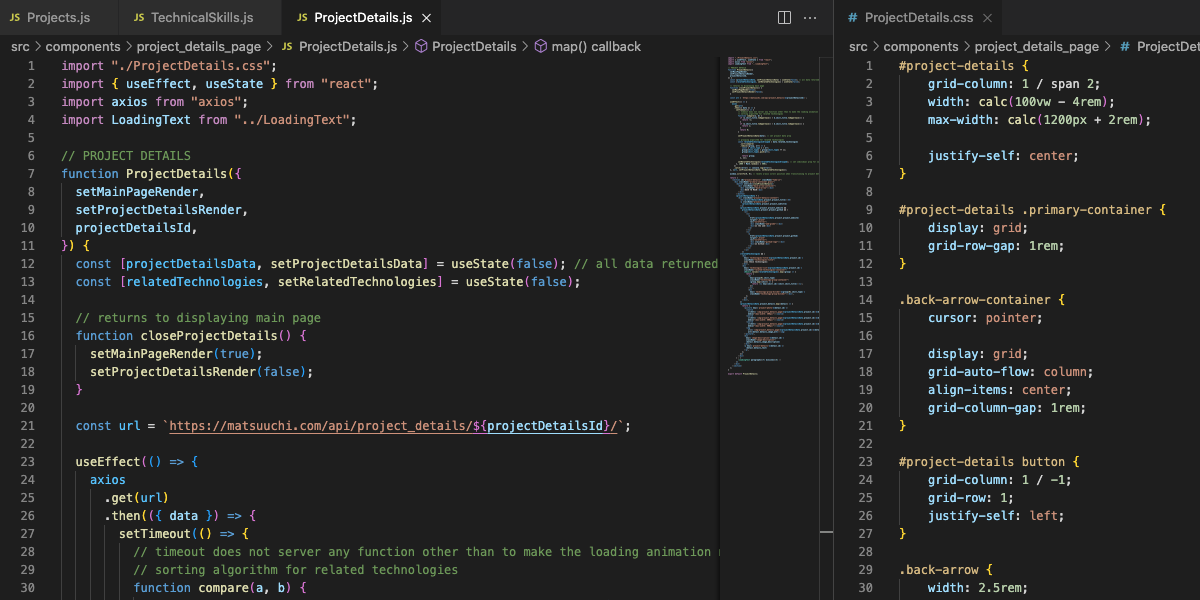 JS Projects.js JS TechnicalSkills.js JS ProjectDetails.js × ···
src > components > project_details_page > JS ProjectDetails.js > ProjectDetails > map() callback
1 import "./ProjectDetails.css";
2 import { useEffect, useState } from "react";
3 import axios from "axios";
4 import LoadingText from "../LoadingText";
5
6 // PROJECT DETAILS
7 function ProjectDetails({
8 setMainPageRender,
9 setProjectDetailsRender,
10 projectDetailsId,
11 }) {
12 const [projectDetailsData, setProjectDetailsData] = useState(false); // all data returned
13 const [relatedTechnologies, setRelatedTechnologies] = useState(false);
14
15 // returns to displaying main page
16 function closeProjectDetails() {
17 setMainPageRender(true);
18 setProjectDetailsRender(false);
19 }
20
21 const url = `https://matsuuchi.com/api/project_details/${projectDetailsId}/`;
22
23 useEffect(() => {
24 axios
25 .get(url)
26 .then(({ data }) => {
27 setTimeout(() => {
28 // timeout does not server any function other than to make the loading animation
29 // sorting algorithm for related technologies
30 function compare(a, b) {
# ProjectDetails.css ×
src > components > project_details_page > # ProjectDet
1 #project-details {
2 grid-column: 1 / span 2;
3 width: calc(100vw - 4rem);
4 max-width: calc(1200px + 2rem);
5
6 justify-self: center;
7 }
8
9 #project-details .primary-container {
10 display: grid;
11 grid-row-gap: 1rem;
12 }
13
14 .back-arrow-container {
15 cursor: pointer;
16
17 display: grid;
18 grid-auto-flow: column;
19 align-items: center;
20 grid-column-gap: 1rem;
21 }
22
23 #project-details button {
24 grid-column: 1 / -1;
25 grid-row: 1;
26 justify-self: left;
27 }
28
29 .back-arrow {
30 width: 2.5rem;